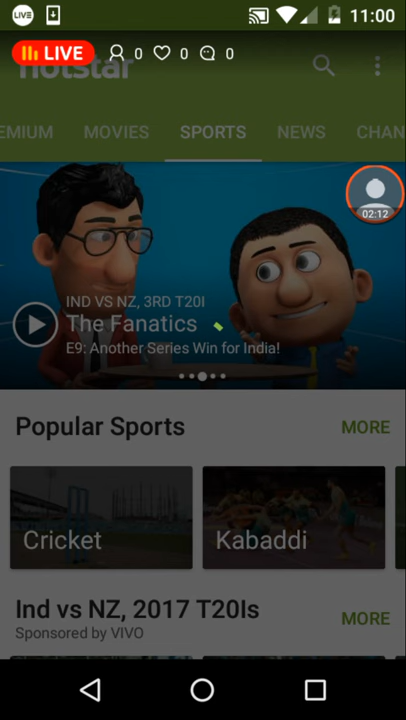 LIVE 11:00
LIVE 0 0 0
hotstar
EMIUM MOVIES SPORTS NEWS CHAN
02:12
IND VS NZ, 3RD T20I
The Fanatics
E9: Another Series Win for India!
Popular Sports MORE
Cricket Kabaddi
Ind vs NZ, 2017 T20Is MORE
Sponsored by VIVO